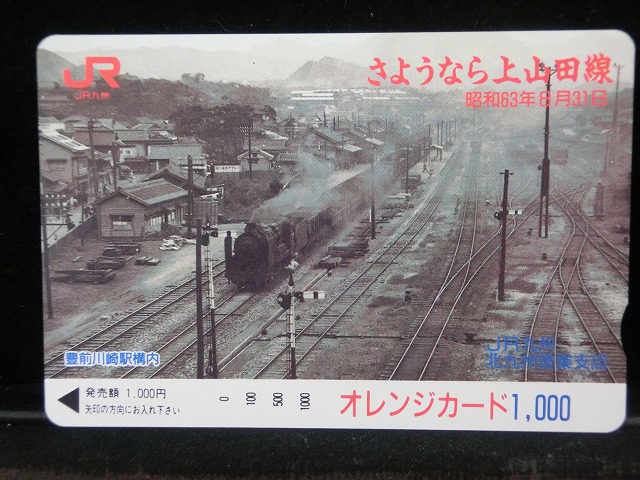 JR
JR九州
さようなら上山田線
昭和63年8月31日
豊前川崎駅構内
JR九州
北九州営業支店
発売額 1,000円
矢印の方向にお入れ下さい
0 100 500 1000
オレンジカード1,000